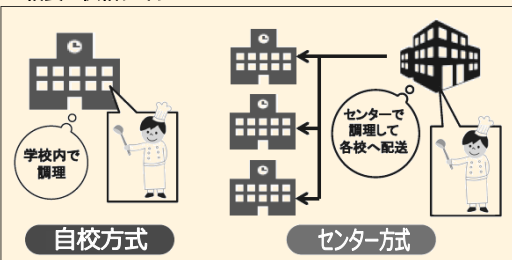 学校内で
調理
自校方式
センターで
調理して
各校へ配送
センター方式